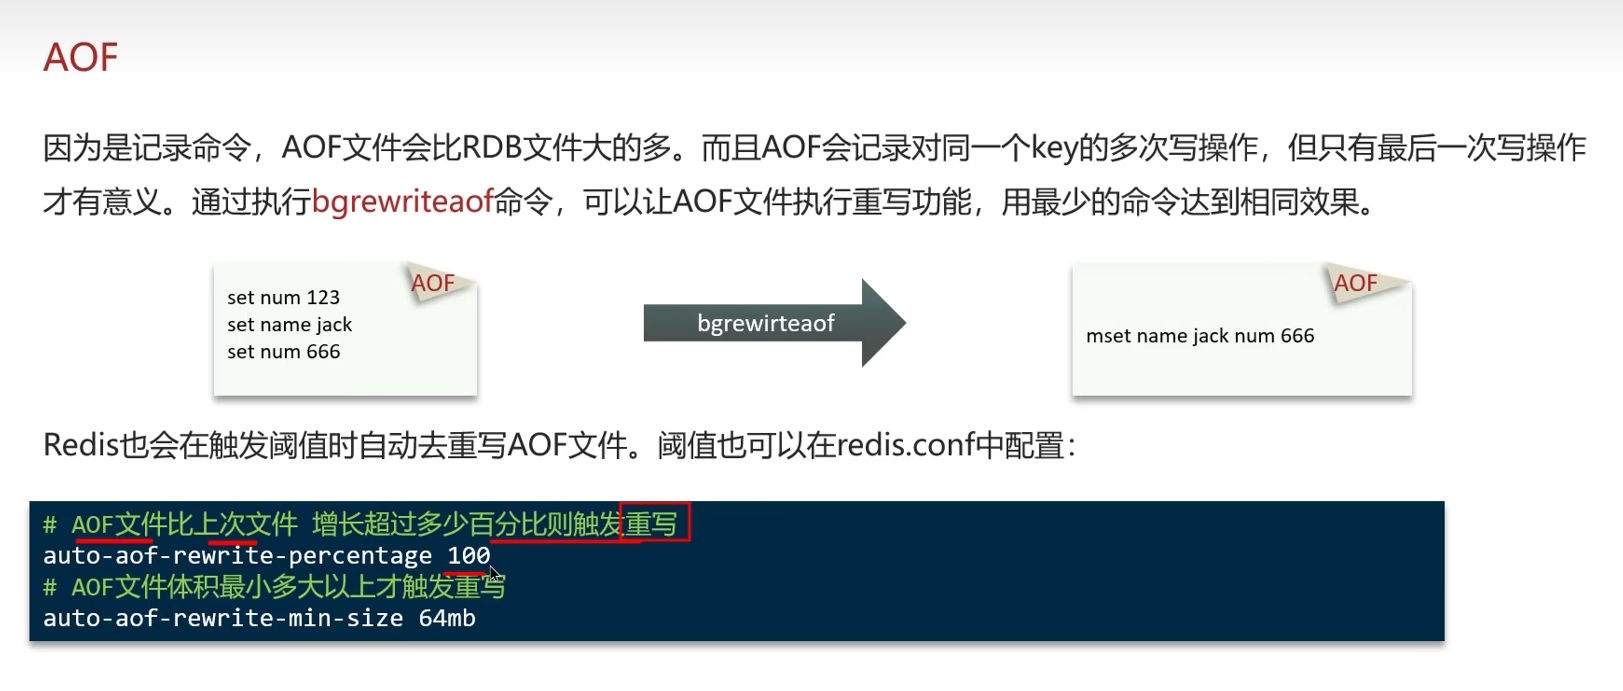 AOF
因为是记录命令，AOF文件会比RDB文件大的多。而且AOF会记录对同一个key的多次写操作，但只有最后一次写操作
才有意义。通过执行bgrewriteaof命令，可以让AOF文件执行重写功能，用最少的命令达到相同效果。
AOF
set num 123
set name jack
set num 666
bgrewirteaof
AOF
mset name jack num 666
Redis也会在触发阈值时自动去重写AOF文件。阈值也可以在redis.conf中配置：
# AOF文件比上次文件 增长超过多少百分比则触发重写
auto-aof-rewrite-percentage 100
# AOF文件体积最小多大以上才触发重写
auto-aof-rewrite-min-size 64mb